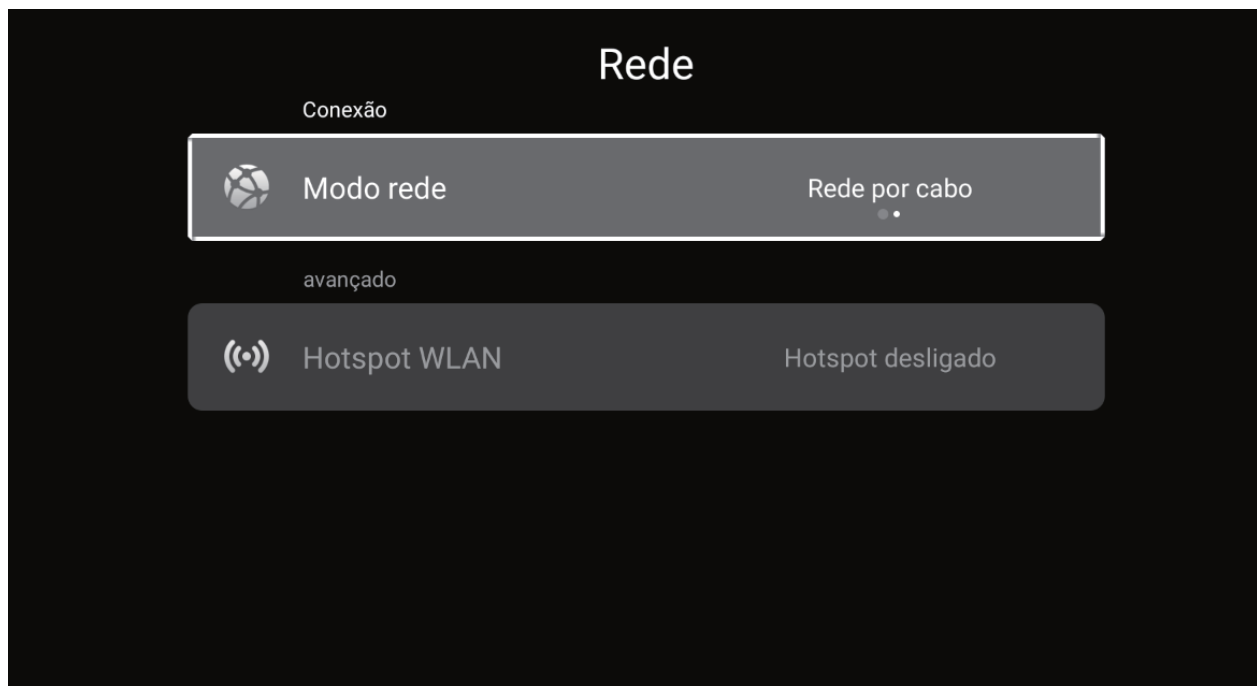 Rede
Conexão
Modo rede
Rede por cabo
avançado
Hotspot WLAN
Hotspot desligado